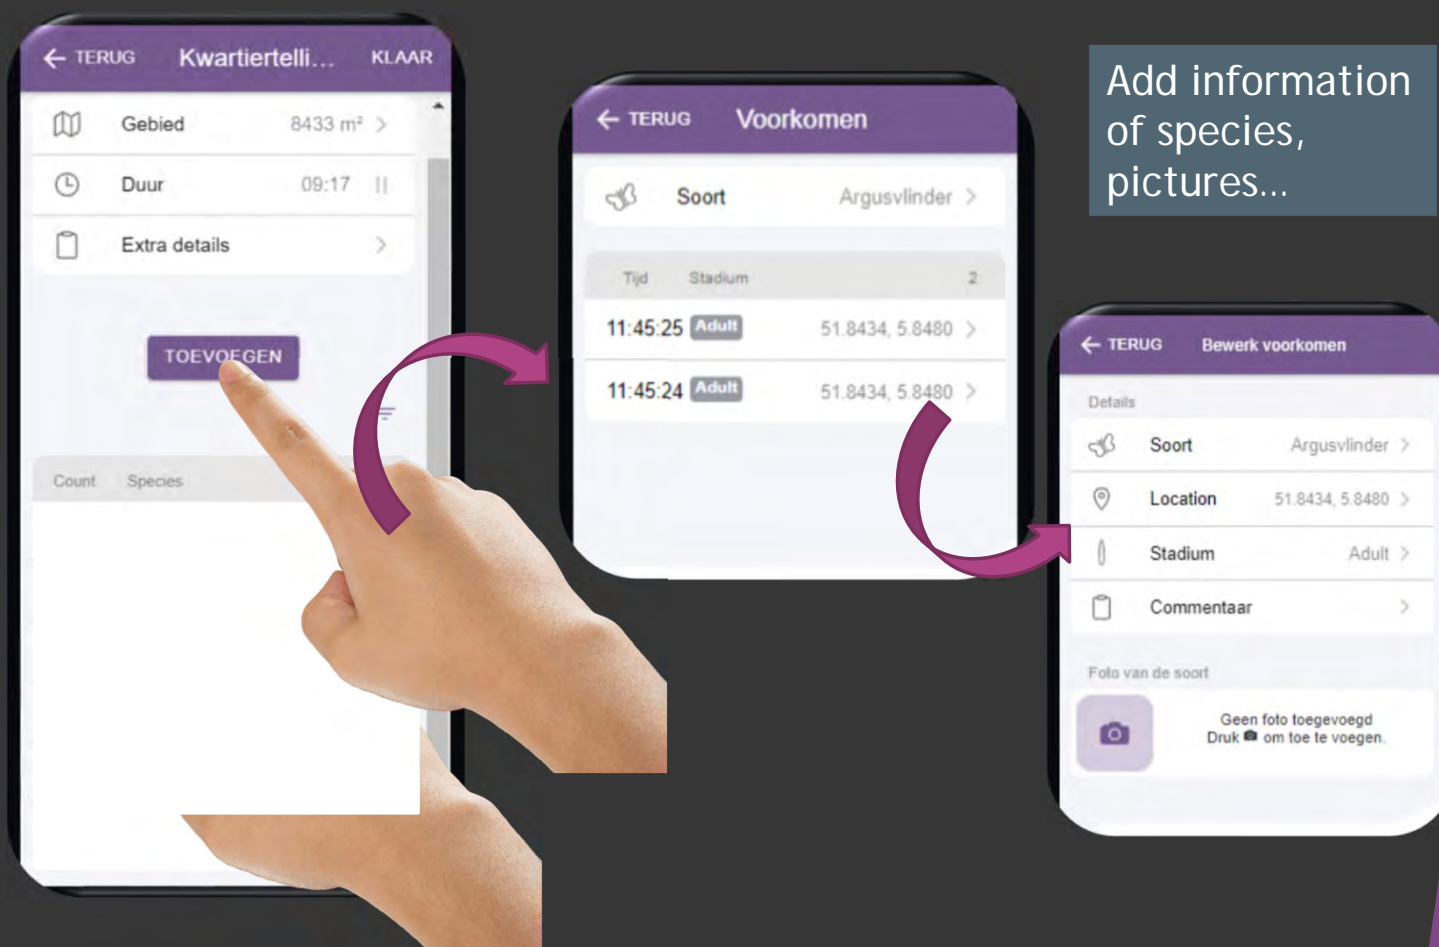 TERUG Kwartiertelli... KLAAR
Gebied 8433 m² >
Duur 09:17
Extra details >
TOEVOEGEN
Count Species
TERUG Voorkomen
Soort Argusvlinder >
Tijd Stadium 2
11:45:25 Adult 51.8434, 5.8480 >
11:45:24 Adult 51.8434, 5.8480 >
Add information
of species,
pictures...
TERUG Bewerk voorkomen
Details
Soort Argusvlinder >
Location 51.8434, 5.8480 >
Stadium Adult >
Commentaar >
Foto van de soort
Geen foto toegevoegd
Druk om toe te voegen.